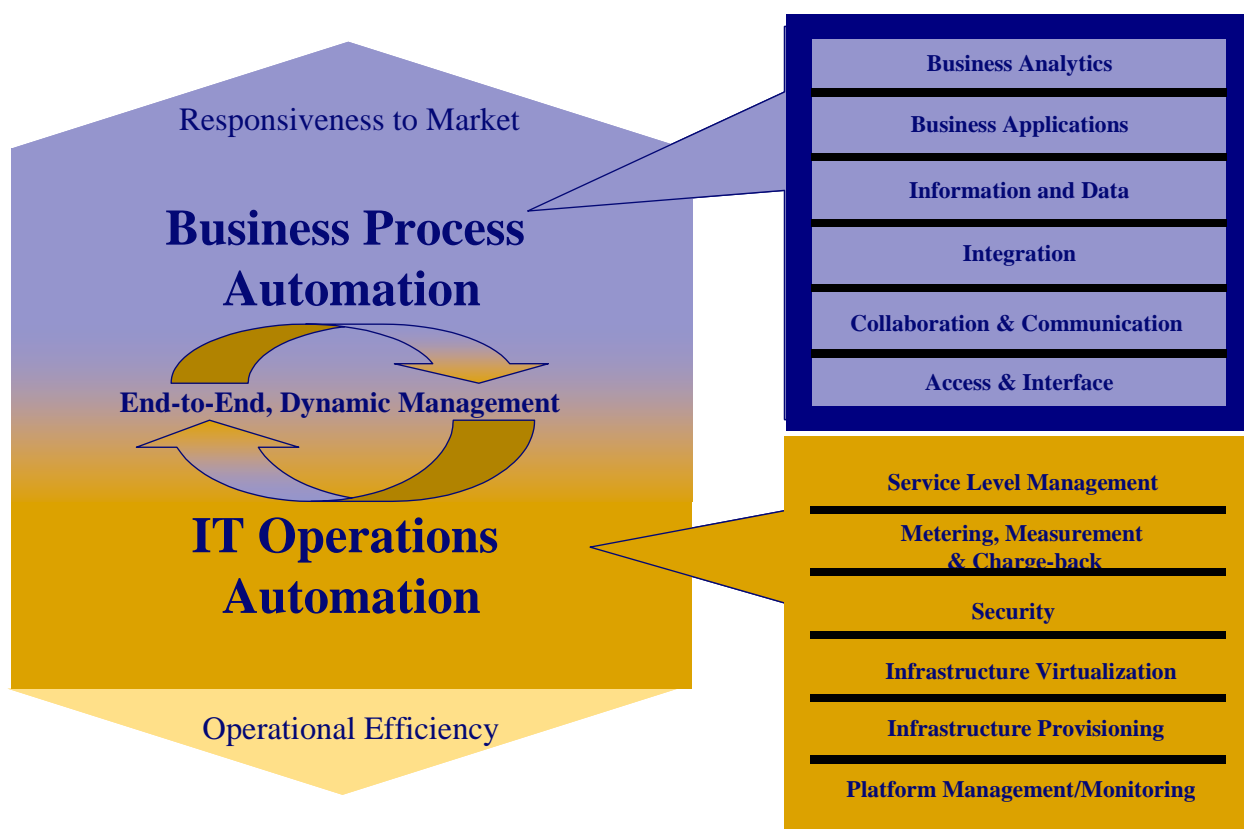 Responsiveness to Market
Business Process
Automation
End-to-End, Dynamic Management
IT Operations
Automation
Operational Efficiency
Business Analytics
Business Applications
Information and Data
Integration
Collaboration & Communication
Access & Interface
Service Level Management
Metering, Measurement
& Charge-back
Security
Infrastructure Virtualization
Infrastructure Provisioning
Platform Management/Monitoring